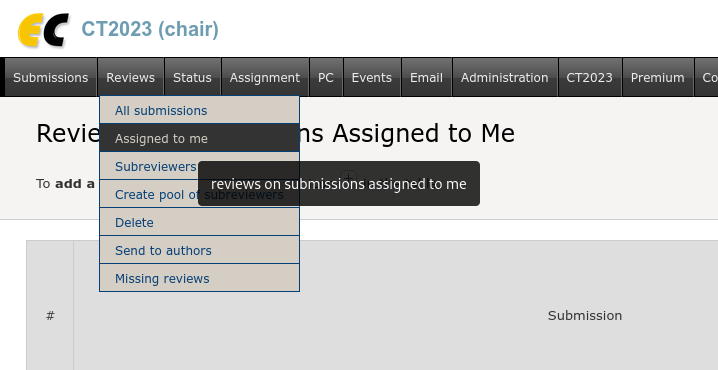 EC CT2023 (chair)
Submissions Reviews Status Assignment PC Events Email Administration CT2023 Premium Co
All submissions
Revie ns Assigned to Me
Assigned to me
Subreviewers
To add a
reviews on submissions assigned to me
Create pool of subreviewers
Delete
Send to authors
Missing reviews
# Submission